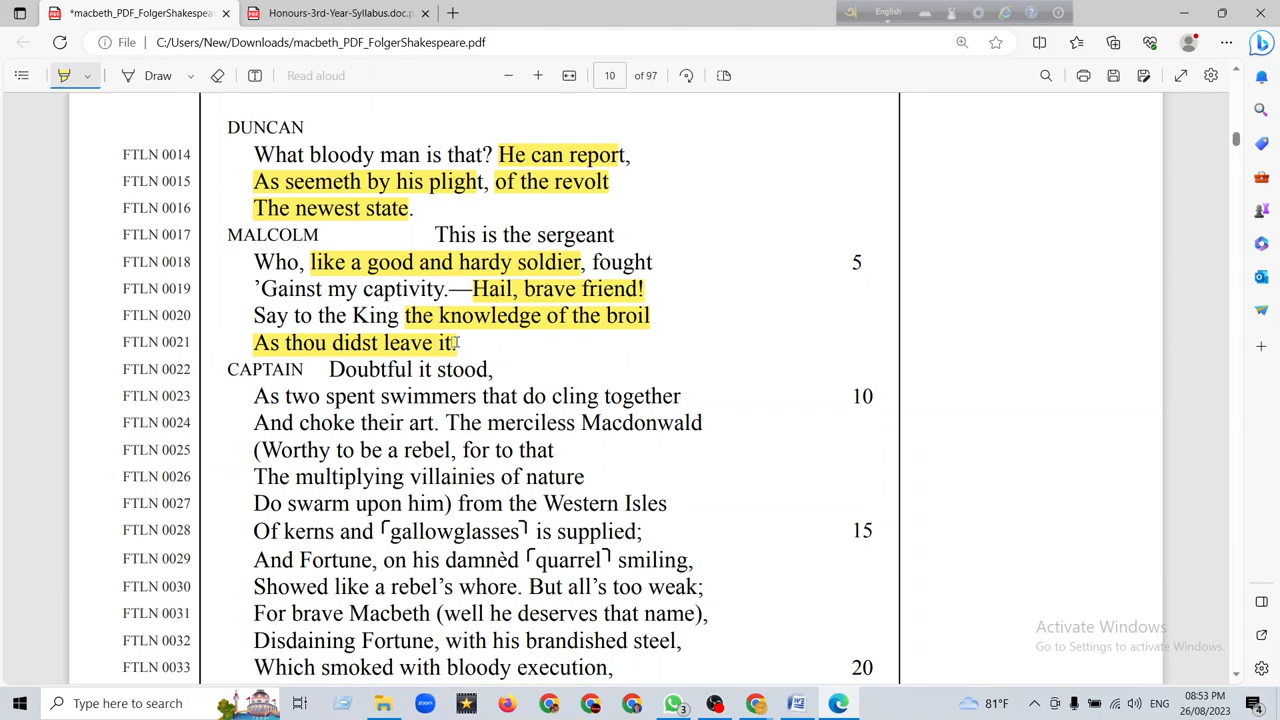 *macbeth_PDF_FolgerShakespea
Honours-3rd-Year-Syllabus.doc.p
English
File C:/Users/New/Downloads/macbeth_PDF_FolgerShakespeare.pdf
Draw
Read aloud
10 of 97
DUNCAN
FTLN 0014 What bloody man is that? He can report,
FTLN 0015 As seemeth by his plight, of the revolt
FTLN 0016 The newest state.
FTLN 0017 MALCOLM This is the sergeant
FTLN 0018 Who, like a good and hardy soldier, fought 5
FTLN 0019 ’Gainst my captivity.—Hail, brave friend!
FTLN 0020 Say to the King the knowledge of the broil
FTLN 0021 As thou didst leave it.
FTLN 0022 CAPTAIN Doubtful it stood,
FTLN 0023 As two spent swimmers that do cling together 10
FTLN 0024 And choke their art. The merciless Macdonwald
FTLN 0025 (Worthy to be a rebel, for to that
FTLN 0026 The multiplying villainies of nature
FTLN 0027 Do swarm upon him) from the Western Isles
FTLN 0028 Of kerns and ⌜gallowglasses⌝ is supplied; 15
FTLN 0029 And Fortune, on his damnèd ⌜quarrel⌝ smiling,
FTLN 0030 Showed like a rebel’s whore. But all’s too weak;
FTLN 0031 For brave Macbeth (well he deserves that name),
FTLN 0032 Disdaining Fortune, with his brandished steel,
FTLN 0033 Which smoked with bloody execution, 20
Activate Windows
Go to Settings to activate Windows.
Type here to search
zoom
3
81°F
ENG
08:53 PM
26/08/2023
4